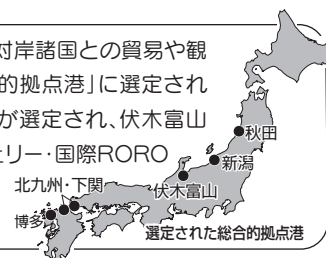 対岸諸国との貿易や観
的拠点港」に選定され
が選定され、伏木富山
ェリー・国際RORO
秋田
新潟
北九州・下関
伏木富山
博多
選定された総合的拠点港